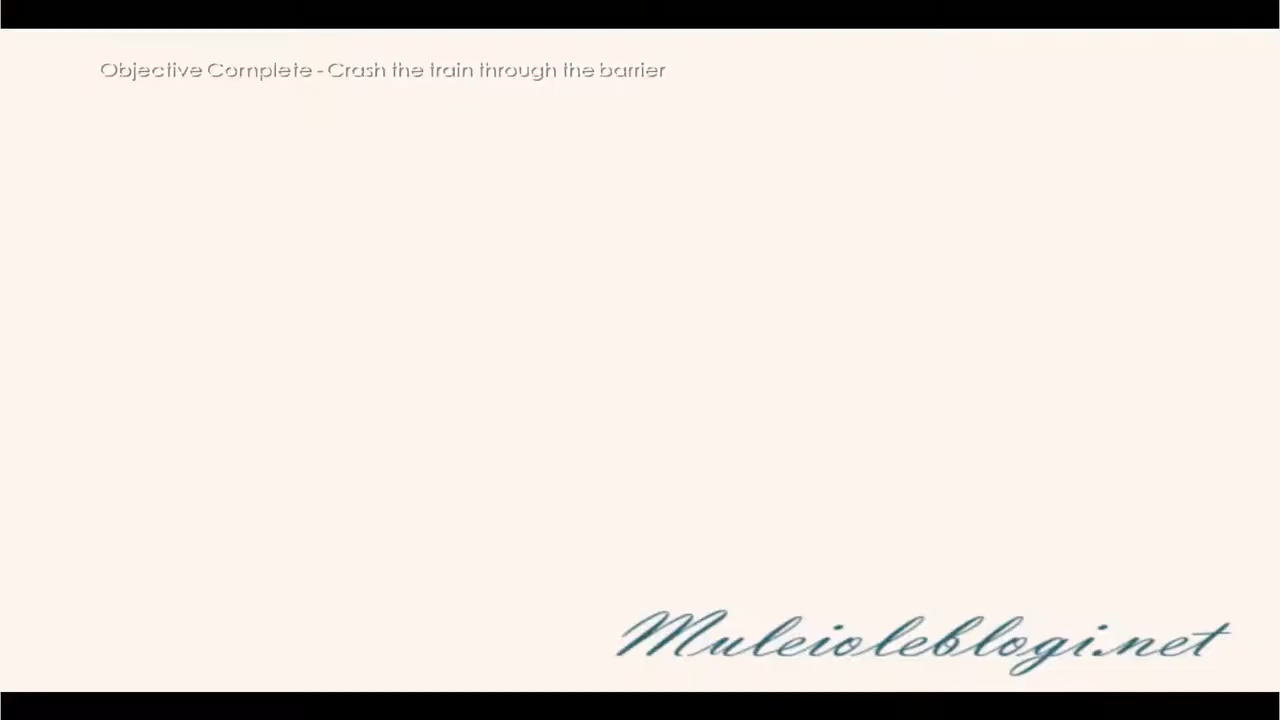 Objective Complete - Crash the train through the barrier
Muleioleblogi.net